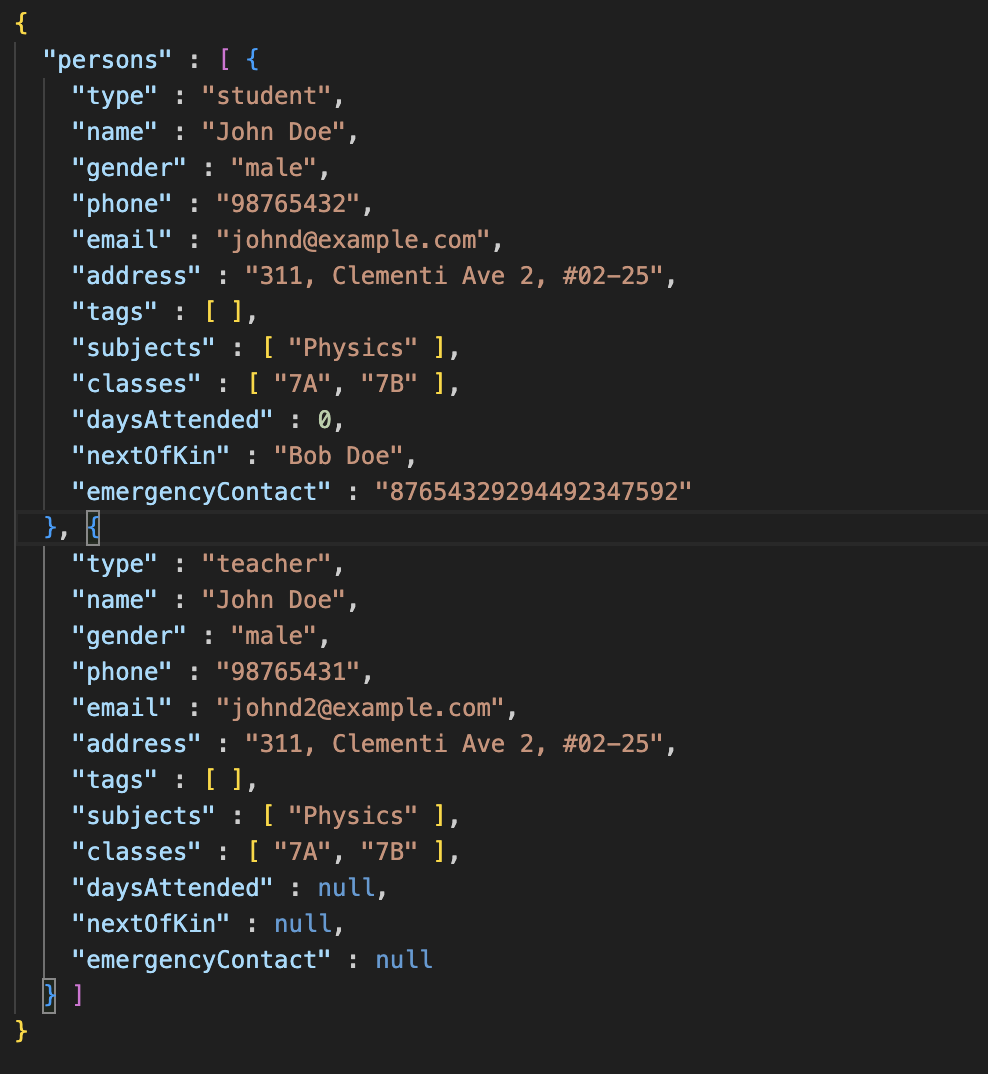 {
  "persons" : [ {
    "type" : "student",
    "name" : "John Doe",
    "gender" : "male",
    "phone" : "98765432",
    "email" : "johnd@example.com",
    "address" : "311, Clementi Ave 2, #02-25",
    "tags" : [ ],
    "subjects" : [ "Physics" ],
    "classes" : [ "7A", "7B" ],
    "daysAttended" : 0,
    "nextOfKin" : "Bob Doe",
    "emergencyContact" : "87654329294492347592"
  }, {
    "type" : "teacher",
    "name" : "John Doe",
    "gender" : "male",
    "phone" : "98765431",
    "email" : "johnd2@example.com",
    "address" : "311, Clementi Ave 2, #02-25",
    "tags" : [ ],
    "subjects" : [ "Physics" ],
    "classes" : [ "7A", "7B" ],
    "daysAttended" : null,
    "nextOfKin" : null,
    "emergencyContact" : null
  } ]
}